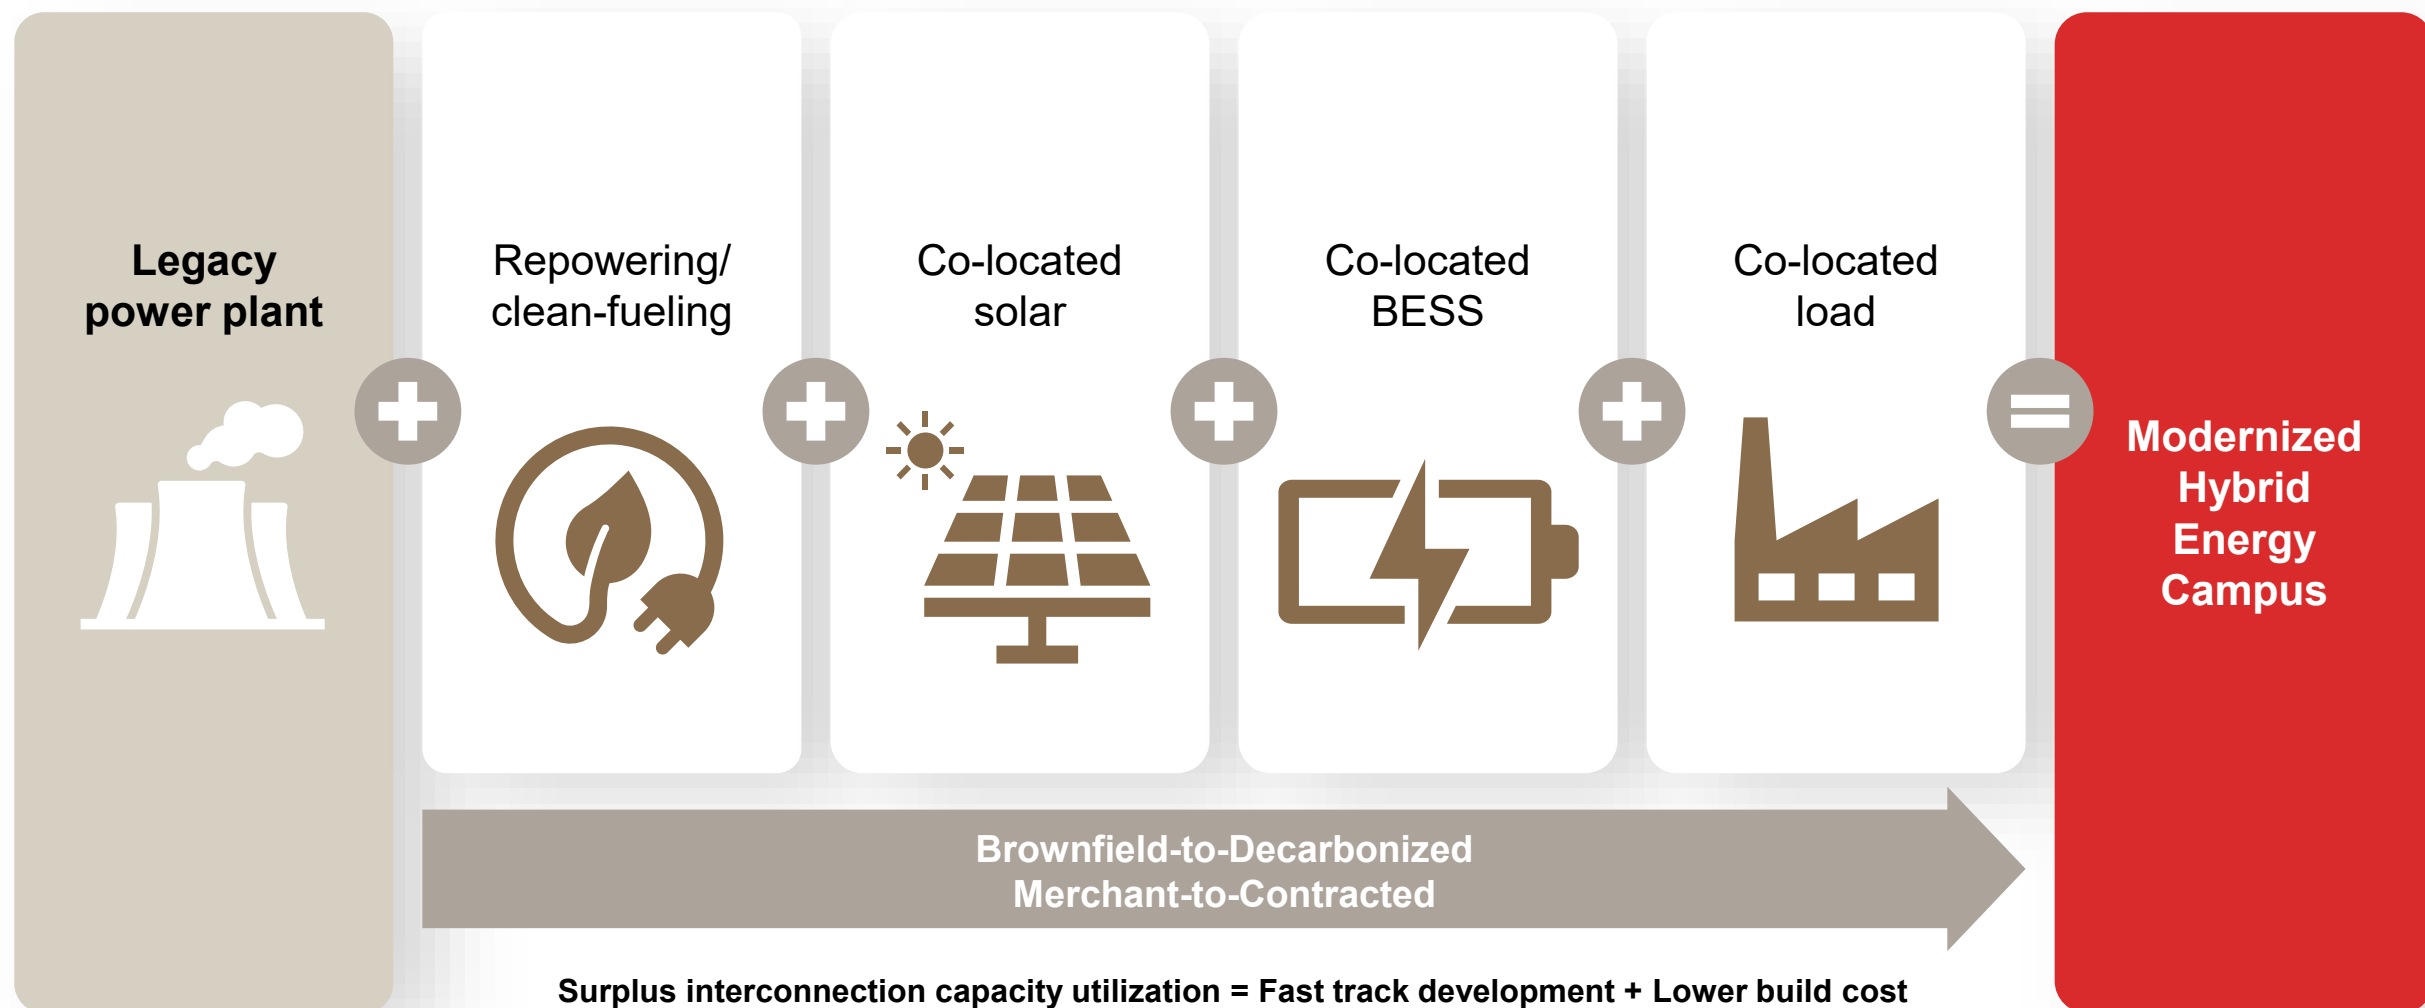 Legacy
power plant
Repowering/
clean-fueling
Co-located
solar
Co-located
BESS
Co-located
load
Modernized
Hybrid
Energy
Campus
Brownfield-to-Decarbonized
Merchant-to-Contracted
Surplus interconnection capacity utilization = Fast track development + Lower build cost